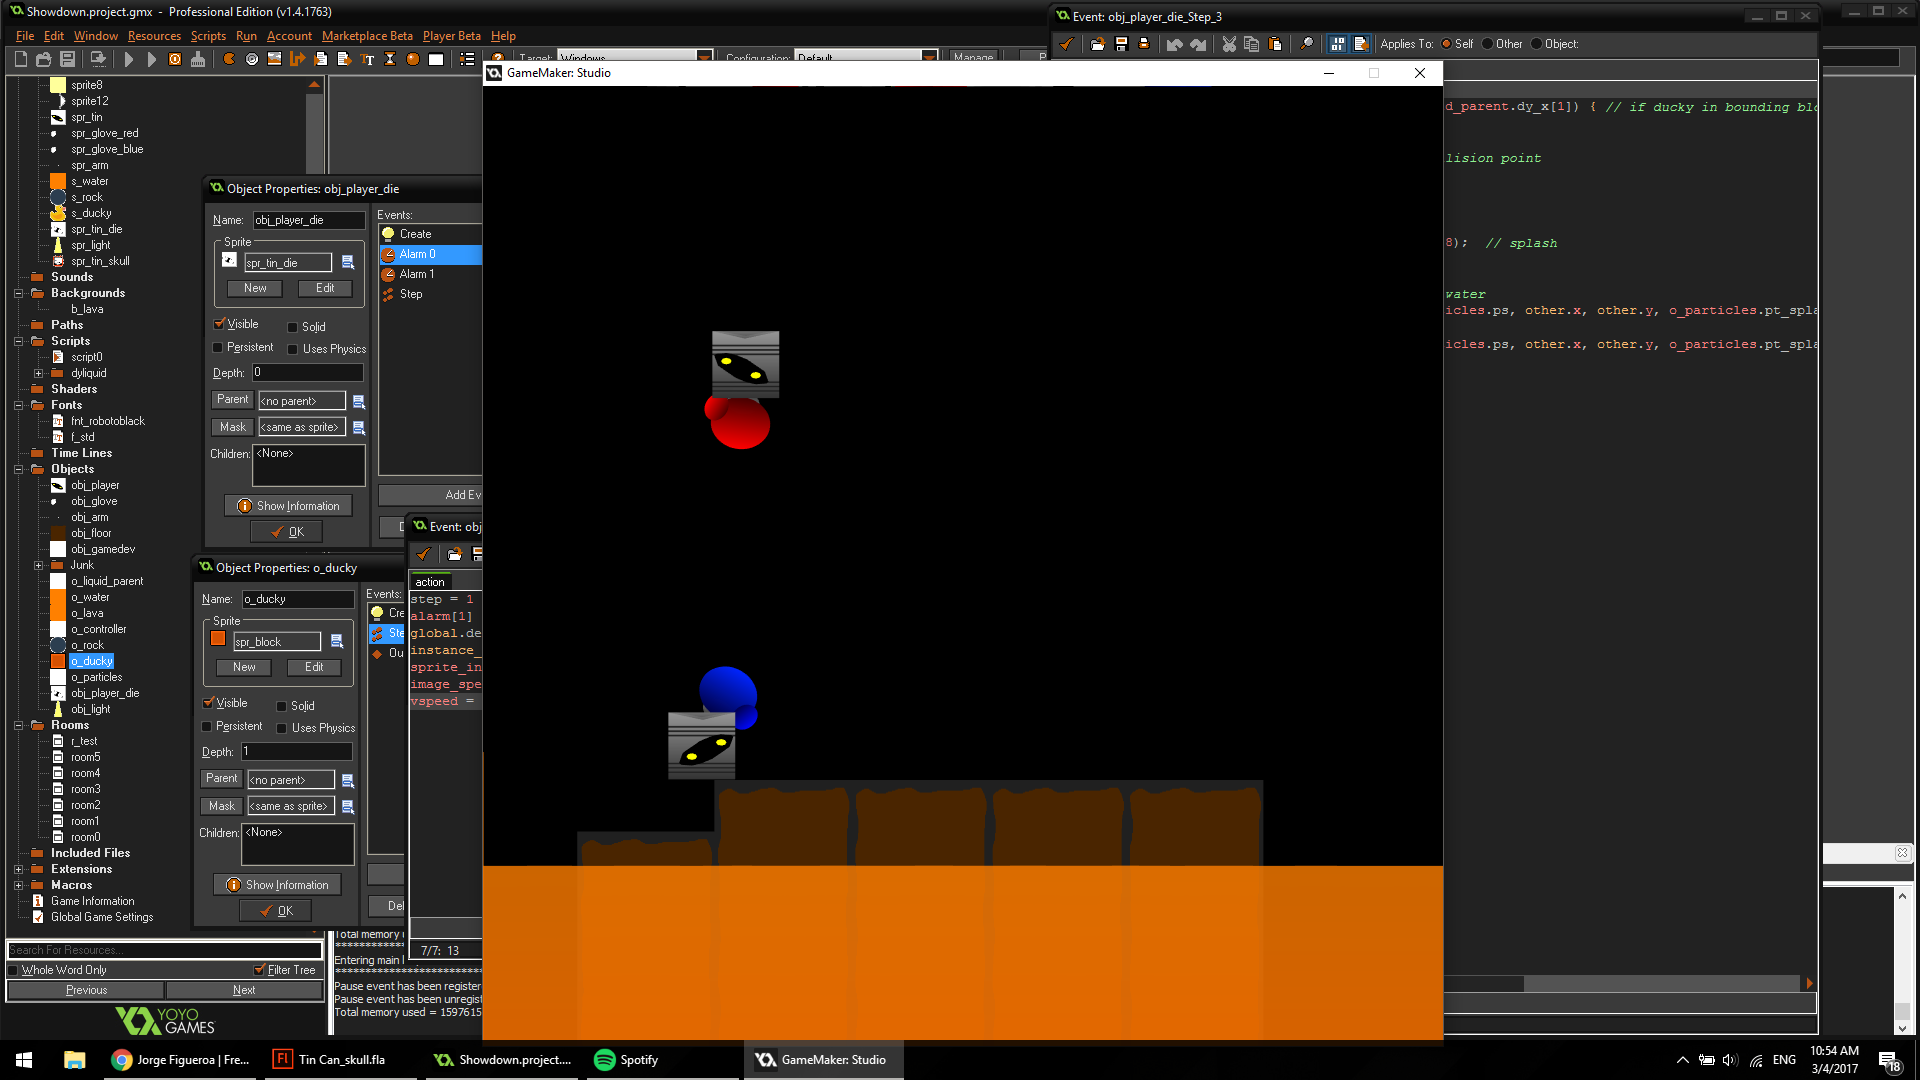 Showdown.project.gmx - Professional Edition (v1.4.1763)
File Edit Window Resources Scripts Run Account Marketplace Beta Player Beta Help
Target: Windows Configuration: Default Manage
sprite8
sprite12
spr_tin
spr_glove_red
spr_glove_blue
spr_arm
s_water
s_rock
s_ducky
spr_tin_die
spr_light
spr_tin_skull
Sounds
Backgrounds
b_lava
Paths
Scripts
script0
dyliquid
Shaders
Fonts
fnt_robotoblack
f_std
Time Lines
Objects
obj_player
obj_glove
obj_arm
obj_floor
obj_gamedev
Junk
o_liquid_parent
o_water
o_lava
o_controller
o_rock
o_ducky
o_particles
obj_player_die
obj_light
Rooms
r_test
room5
room4
room3
room2
room1
room0
Included Files
Extensions
Macros
Game Information
Global Game Settings
Search For Resources...
Whole Word Only Filter Tree
Previous Next
YOYO
GAMES
Object Properties: obj_player_die
Name: obj_player_die
Sprite
spr_tin_die
New Edit
Visible Solid
Persistent Uses Physics
Depth: 0
Parent <no parent>
Mask <same as sprite>
Children: <None>
Show Information
OK
Events:
Create
Alarm 0
Alarm 1
Step
Add Ev
D
Object Properties: o_ducky
Name: o_ducky
Sprite
spr_block
New Edit
Visible Solid
Persistent Uses Physics
Depth: 1
Parent <no parent>
Mask <same as sprite>
Children: <None>
Show Information
OK
Events:
Cre
Ste
Ou
Del
Event: obj
action
step = 1
alarm[1]
global.de
instance_
sprite_in
image_spe
vspeed =
7/7: 13
Total memory u
**********
Entering main l
**********
Pause event has been register
Pause event has been unregist
Total memory used = 1597615
GameMaker: Studio
Event: obj_player_die_Step_3
Applies To: Self Other Object:
d_parent.dy_x[1]) { // if ducky in bounding blo
lision point
8); // splash
water
icles.ps, other.x, other.y, o_particles.pt_spla
icles.ps, other.x, other.y, o_particles.pt_spla
Jorge Figueroa | Fre...
Tin Can_skull.fla
Showdown.project....
Spotify
GameMaker: Studio
ENG
10:54 AM
3/4/2017
18